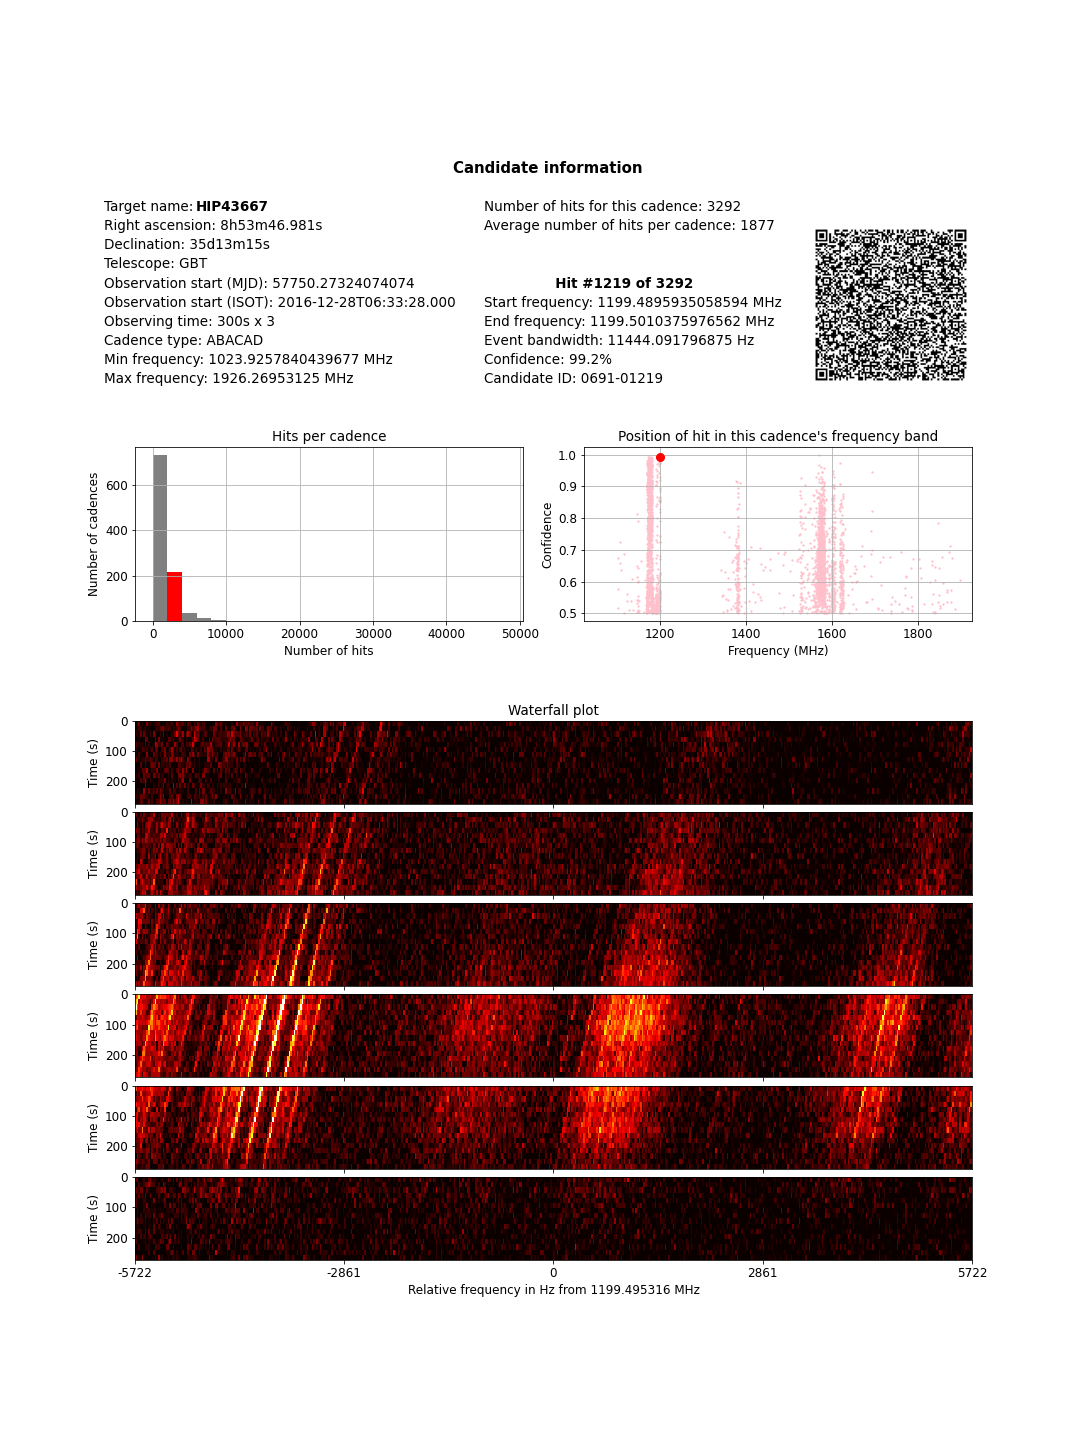 Candidate information
Target name: HIP43667
Right ascension: 8h53m46.981s
Declination: 35d13m15s
Telescope: GBT
Observation start (MJD): 57750.27324074074
Observation start (ISOT): 2016-12-28T06:33:28.000
Observing time: 300s x 3
Cadence type: ABACAD
Min frequency: 1023.9257840439677 MHz
Max frequency: 1926.26953125 MHz
Number of hits for this cadence: 3292
Average number of hits per cadence: 1877
Hit #1219 of 3292
Start frequency: 1199.4895935058594 MHz
End frequency: 1199.5010375976562 MHz
Event bandwidth: 11444.091796875 Hz
Confidence: 99.2%
Candidate ID: 0691-01219
Hits per cadence
Number of cadences
600
400
200
0
0 10000 20000 30000 40000 50000
Number of hits
Position of hit in this cadence's frequency band
Confidence
1.0
0.9
0.8
0.7
0.6
0.5
1200 1400 1600 1800
Frequency (MHz)
Waterfall plot
Time (s)
0
100
200
Time (s)
0
100
200
Time (s)
0
100
200
Time (s)
0
100
200
Time (s)
0
100
200
Time (s)
0
100
200
-5722 -2861 0 2861 5722
Relative frequency in Hz from 1199.495316 MHz